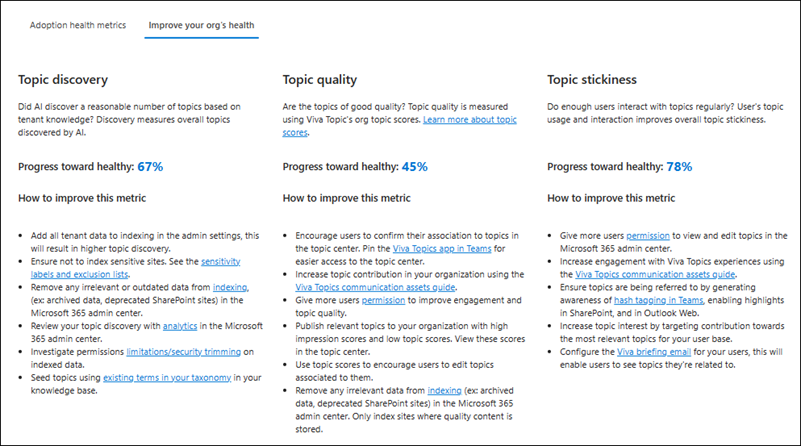 Adoption health metrics
Improve your org's health
Topic discovery
Did AI discover a reasonable number of topics based on
tenant knowledge? Discovery measures overall topics
discovered by AI.
Progress toward healthy: 67%
How to improve this metric
• Add all tenant data to indexing in the admin settings, this
will result in higher topic discovery.
• Ensure not to index sensitive sites. See the sensitivity
labels and exclusion lists.
• Remove any irrelevant or outdated data from indexing,
(ex: archived data, deprecated SharePoint sites) in the
Microsoft 365 admin center.
• Review your topic discovery with analytics in the Microsoft
365 admin center.
• Investigate permissions limitations/security trimming on
indexed data.
• Seed topics using existing terms in your taxonomy in your
knowledge base.
Topic quality
Are the topics of good quality? Topic quality is measured
using Viva Topic's org topic scores. Learn more about topic
scores.
Progress toward healthy: 45%
How to improve this metric
• Encourage users to confirm their association to topics in
the topic center. Pin the Viva Topics app in Teams for
easier access to the topic center.
• Increase topic contribution in your organization using the
Viva Topics communication assets guide.
• Give more users permission to improve engagement and
topic quality.
• Publish relevant topics to your organization with high
impression scores and low topic scores. View these scores
in the topic center.
• Use topic scores to encourage users to edit topics
associated to them.
• Remove any irrelevant data from indexing (ex: archived
data, deprecated SharePoint sites) in the Microsoft 365
admin center. Only index sites where quality content is
stored.
Topic stickiness
Do enough users interact with topics regularly? User's topic
usage and interaction improves overall topic stickiness.
Progress toward healthy: 78%
How to improve this metric
• Give more users permission to view and edit topics in the
Microsoft 365 admin center.
• Increase engagement with Viva Topics experiences using
the Viva Topics communication assets guide.
• Ensure topics are being referred to by generating
awareness of hash tagging in Teams, enabling highlights
in SharePoint, and in Outlook Web.
• Increase topic interest by targeting contribution towards
the most relevant topics for your user base.
• Configure the Viva briefing email for your users, this will
enable users to see topics they're related to.